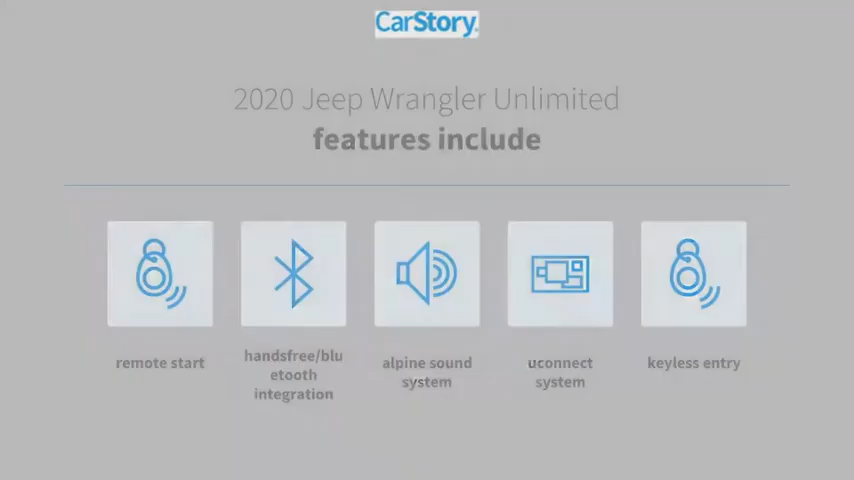 CarStory.
2020 Jeep Wrangler Unlimited
features include
remote start
handsfree/blu
etooth
integration
alpine sound
system
uconnect
system
keyless entry